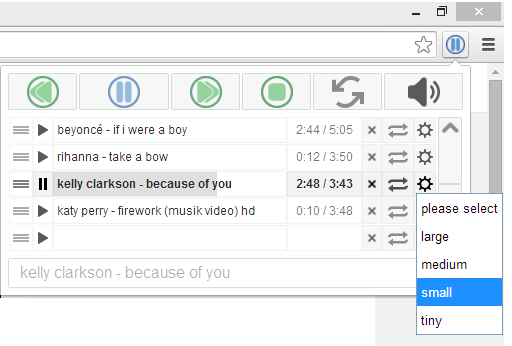 beyoncé - if i were a boy 2:44 / 5:05
rihanna - take a bow 0:12 / 3:50
kelly clarkson - because of you 2:48 / 3:43
katy perry - firework (musik video) hd 0:10 / 3:48
kelly clarkson - because of you
please select
large
medium
small
tiny